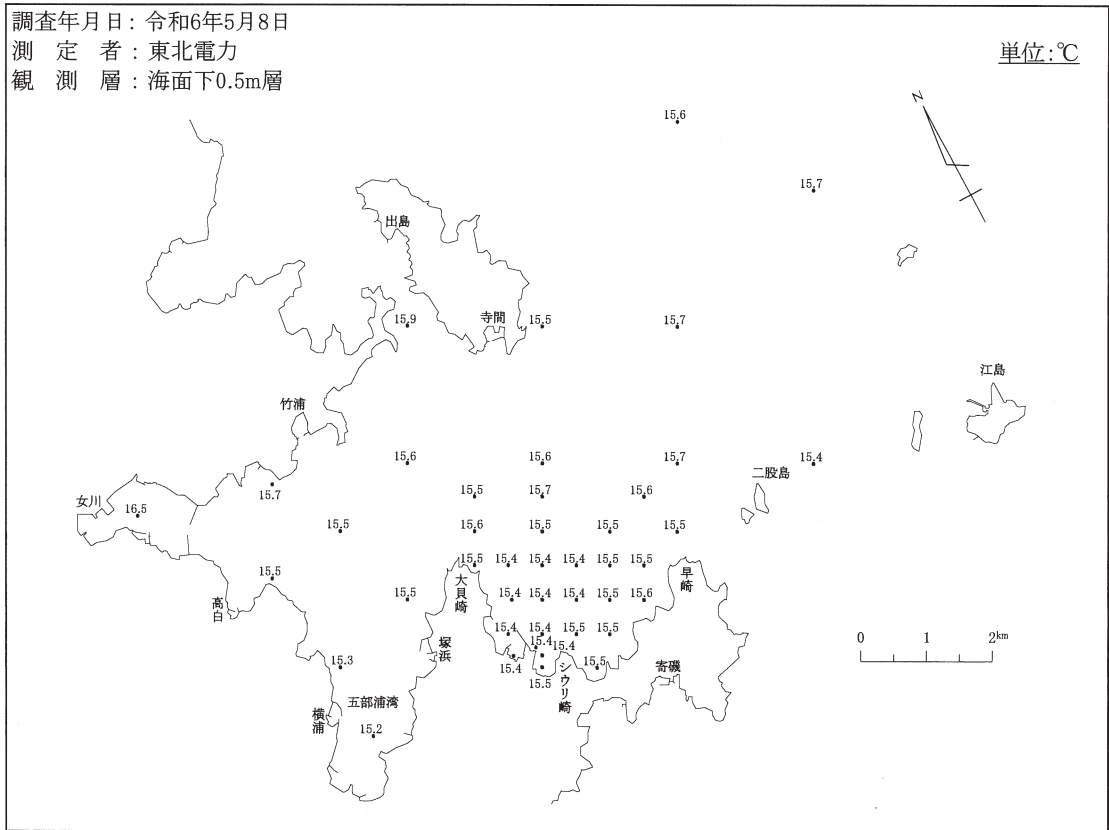 調査年月日：令和6年5月8日
測　定　者：東北電力
観　測　層：海面下0.5m層
単位：℃
N
15.6
15.7
出島
15.9
寺間
15.5
15.7
江島
竹浦
15.6
15.6
15.7
15.4
二股島
女川
16.5
15.7
15.5
15.7
15.6
15.5
15.6
15.5
15.5
15.5
15.5
15.4
15.4
15.4
15.5
15.5
早崎
大貝崎
15.5
高白
15.5
15.4
15.4
15.4
15.5
15.6
15.4
15.4
15.5
15.5
塚浜
15.4
15.4
15.4
15.5
15.5
シウリ崎
寄磯
0 1 2km
15.3
五部浦湾
横浦
15.2